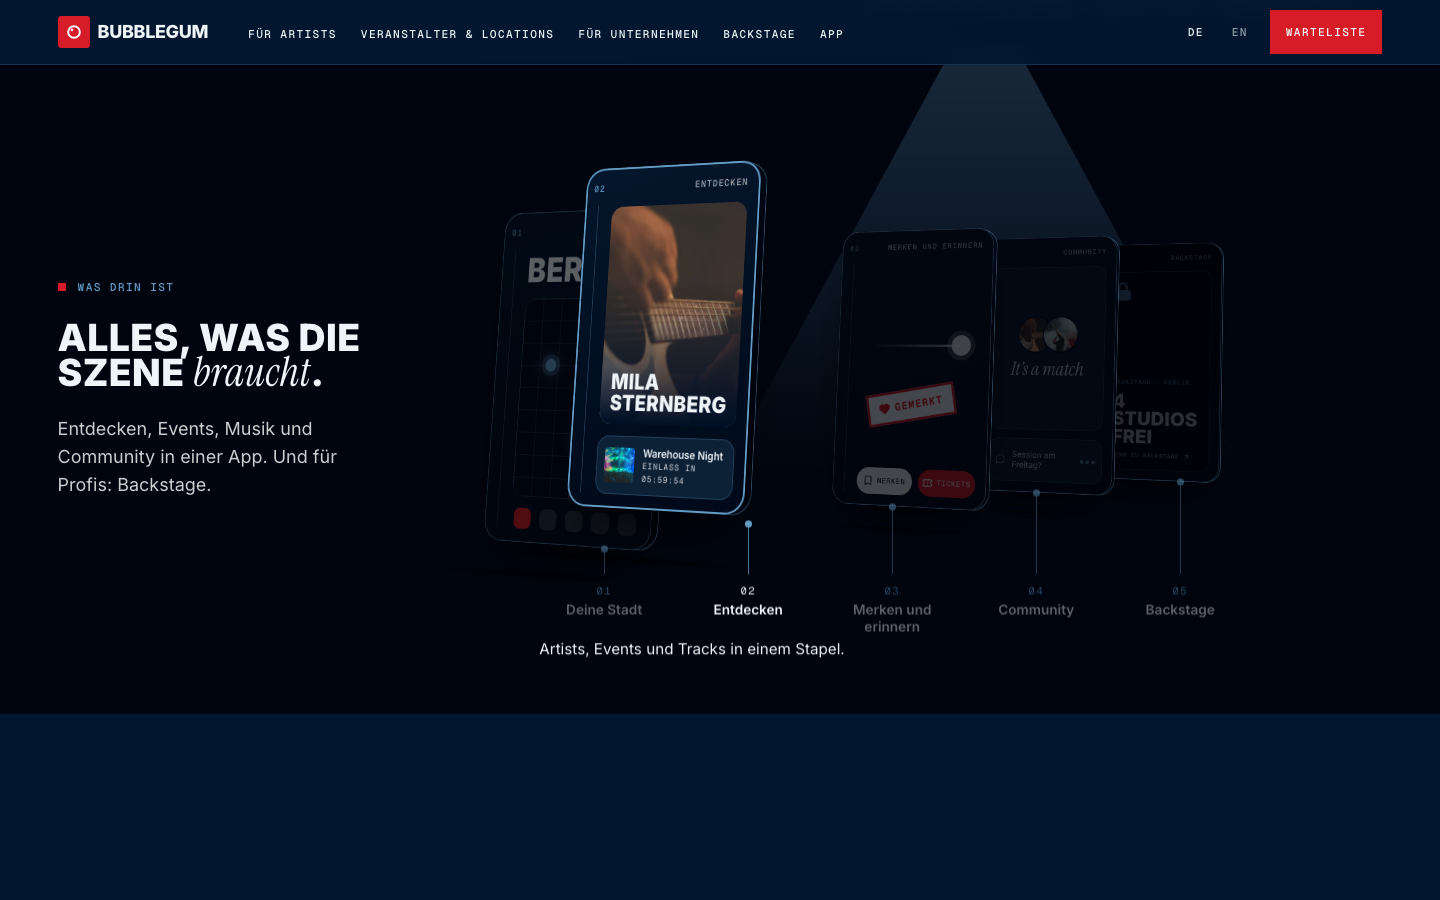 BUBBLEGUM
FÜR ARTISTS
VERANSTALTER & LOCATIONS
FÜR UNTERNEHMEN
BACKSTAGE
APP
DE
EN
WARTELISTE
WAS DRIN IST
ALLES, WAS DIE
SZENE braucht.
Entdecken, Events, Musik und
Community in einer App. Und für
Profis: Backstage.
01
BER
02
ENTDECKEN
MILA
STERNBERG
Warehouse Night
EINLASS IN
05:59:54
03
MERKEN UND ERINNERN
GEMERKT
MERKEN
TICKETS
COMMUNITY
It's a match
Session am
Freitag?
BACKSTAGE
4
STUDIOS
FREI
01
Deine Stadt
02
Entdecken
03
Merken und
erinnern
04
Community
05
Backstage
Artists, Events und Tracks in einem Stapel.